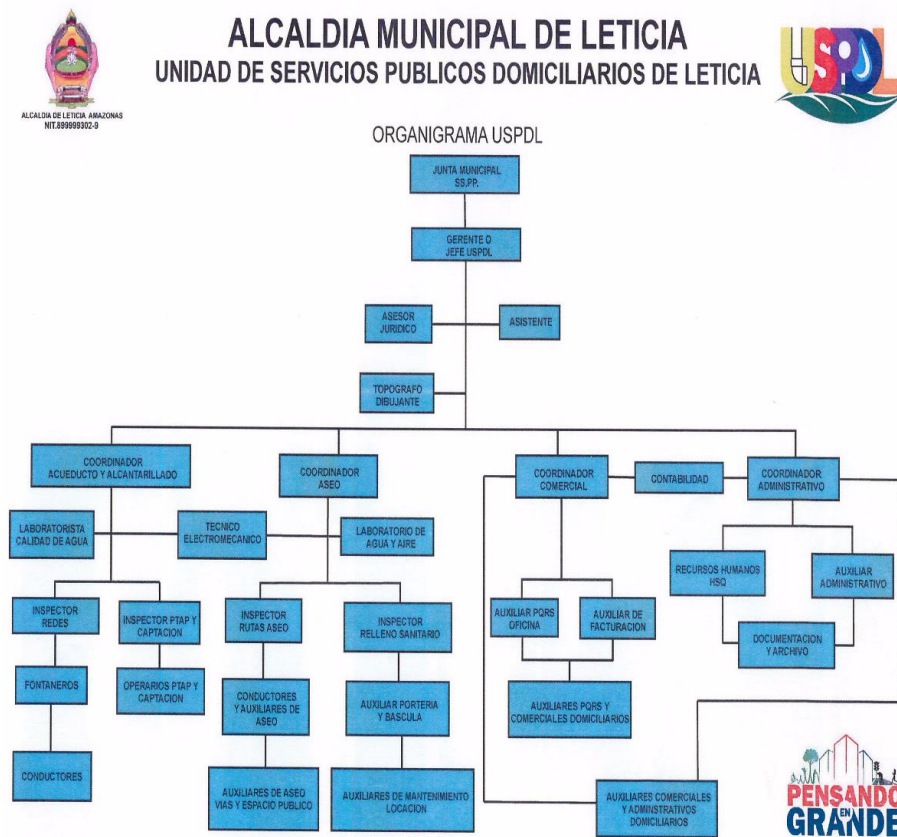 ALCALDIA MUNICIPAL DE LETICIA
UNIDAD DE SERVICIOS PUBLICOS DOMICILIARIOS DE LETICIA
USPDL
ALCALDIA DE LETICIA AMAZONAS
NIT.899999302-9
ORGANIGRAMA USPDL
JUNTA MUNICIPAL
SS.PP.
GERENTE O
JEFE USPDL
ASESOR
JURIDICO
ASISTENTE
TOPOGRAFO
DIBUJANTE
COORDINADOR
ACUEDUCTO Y ALCANTARILLADO
COORDINADOR
ASEO
COORDINADOR
COMERCIAL
CONTABILIDAD
COORDINADOR
ADMINISTRATIVO
LABORATORISTA
CALIDAD DE AGUA
TECNICO
ELECTROMECANICO
LABORATORIO DE
AGUA Y AIRE
RECURSOS HUMANOS
HSQ
AUXILIAR
ADMINISTRATIVO
INSPECTOR
REDES
INSPECTOR PTAP Y
CAPTACION
INSPECTOR
RUTAS ASEO
INSPECTOR
RELLENO SANITARIO
AUXILIAR PQRS
OFICINA
AUXILIAR DE
FACTURACION
DOCUMENTACION
Y ARCHIVO
FONTANEROS
OPERARIOS PTAP Y
CAPTACION
CONDUCTORES
Y AUXILIARES DE
ASEO
AUXILIAR PORTERIA
Y BASCULA
AUXILIARES PQRS Y
COMERCIALES DOMICILIARIOS
CONDUCTORES
AUXILIARES DE ASEO
VIAS Y ESPACIO PUBLICO
AUXILIARES DE MANTENIMIENTO
LOCACION
AUXILIARES COMERCIALES
Y ADMINSTRATIVOS
DOMICILIARIOS
PENSANDO
EN
GRANDE